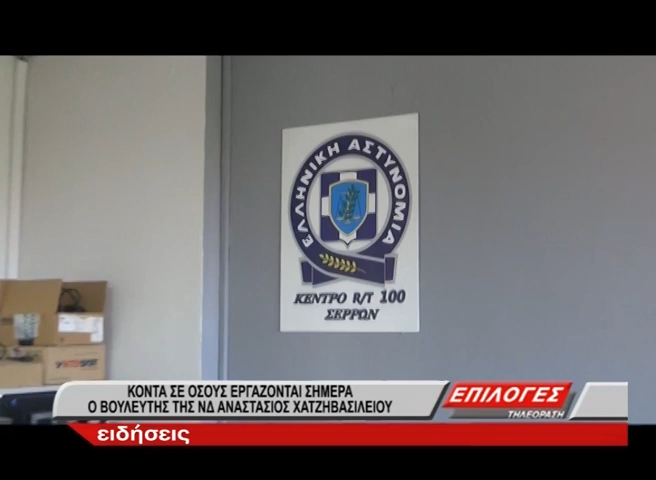 ΕΛΛΗΝΙΚΗ ΑΣΤΥΝΟΜΙΑ
ΚΕΝΤΡΟ R/T 100
ΣΕΡΡΩΝ
ΚΟΝΤΑ ΣΕ ΟΣΟΥΣ ΕΡΓΑΖΟΝΤΑΙ ΣΗΜΕΡΑ
Ο ΒΟΥΛΕΥΤΗΣ ΤΗΣ ΝΔ ΑΝΑΣΤΑΣΙΟΣ ΧΑΤΖΗΒΑΣΙΛΕΙΟΥ
ΕΠΙΛΟΓΕΣ
ΤΗΛΕΟΡΑΣΗ
ειδήσεις